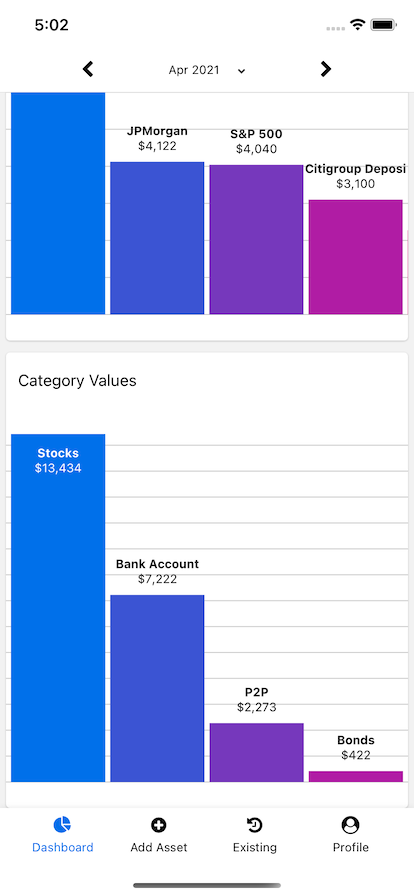 5:02
Apr 2021
JPMorgan
$4,122
S&P 500
$4,040
Citigroup Deposi
$3,100
Category Values
Stocks
$13,434
Bank Account
$7,222
P2P
$2,273
Bonds
$422
Dashboard
Add Asset
Existing
Profile